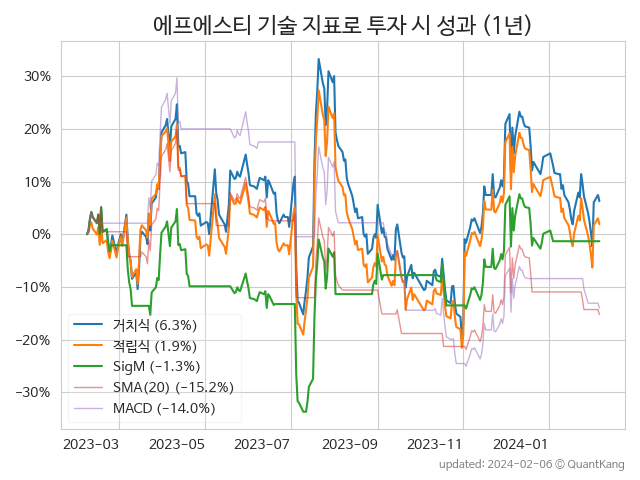 에프에스티 기술 지표로 투자 시 성과 (1년)
30%
20%
10%
0%
−10%
−20%
−30%
거치식 (6.3%)
적립식 (1.9%)
SigM (−1.3%)
SMA(20) (−15.2%)
MACD (−14.0%)
2023−03 2023−05 2023−07 2023−09 2023−11 2024−01
updated: 2024−02−06 ⓒ QuantKang